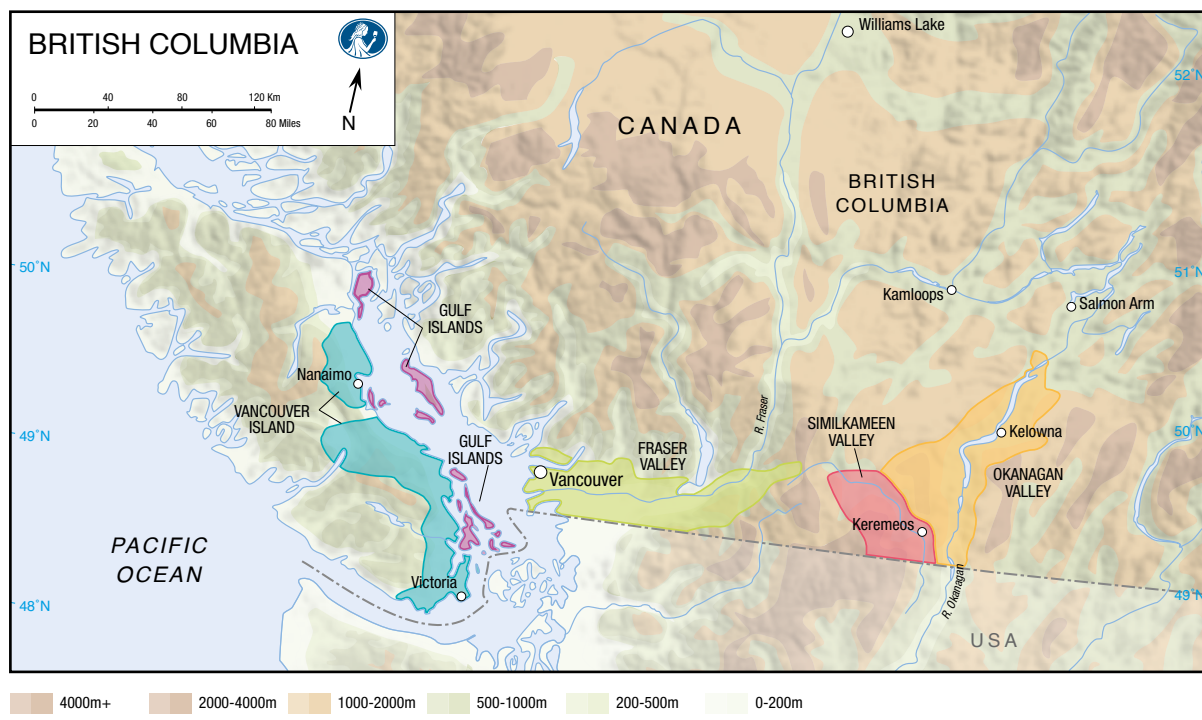 BRITISH COLUMBIA
0 40 80 120 Km
0 20 40 60 80 Miles
N
Williams Lake
52°N
CANADA
BRITISH
COLUMBIA
50°N
51°N
Kamloops
Salmon Arm
GULF
ISLANDS
Nanaimo
VANCOUVER
ISLAND
R. Fraser
SIMILKAMEEN
VALLEY
49°N
50°N
Kelowna
GULF
ISLANDS
FRASER
VALLEY
Vancouver
OKANAGAN
VALLEY
Keremeos
PACIFIC
OCEAN
Victoria
48°N
49°N
R. Okanagan
USA
4000m+ 2000-4000m 1000-2000m 500-1000m 200-500m 0-200m